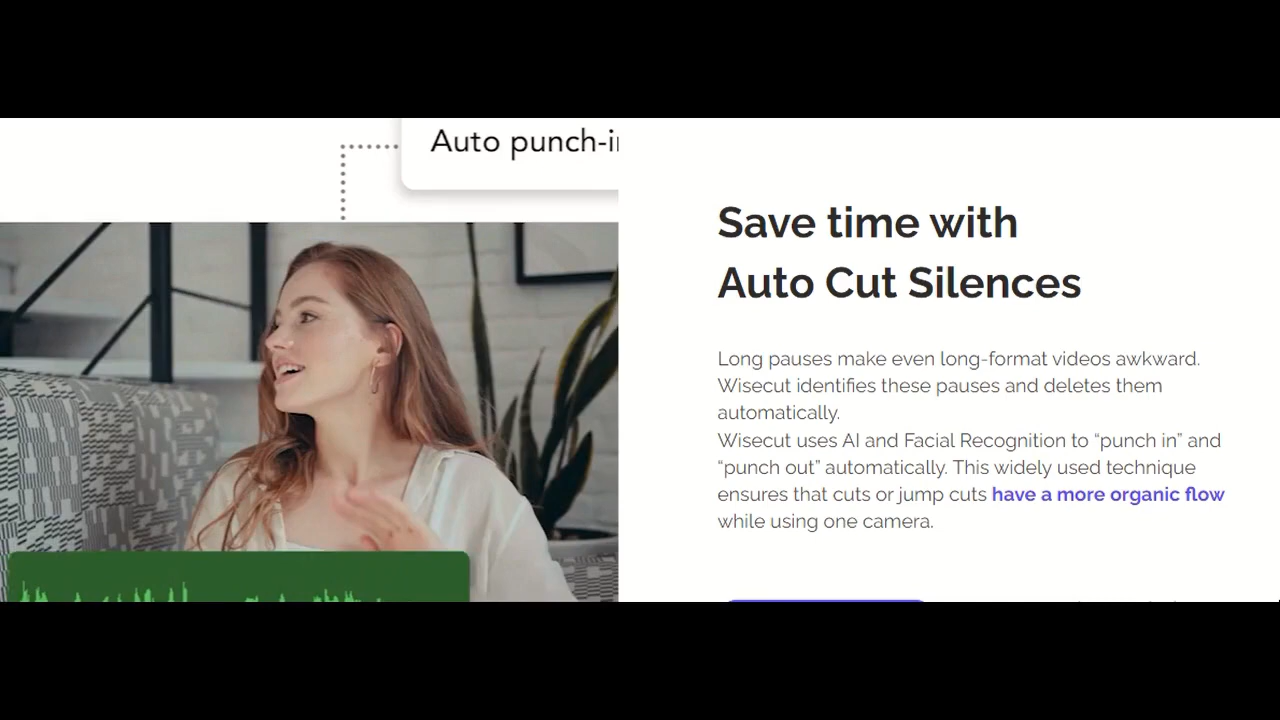 Auto punch-i
Save time with
Auto Cut Silences
Long pauses make even long-format videos awkward.
Wisecut identifies these pauses and deletes them
automatically.
Wisecut uses AI and Facial Recognition to “punch in” and
“punch out” automatically. This widely used technique
ensures that cuts or jump cuts have a more organic flow
while using one camera.